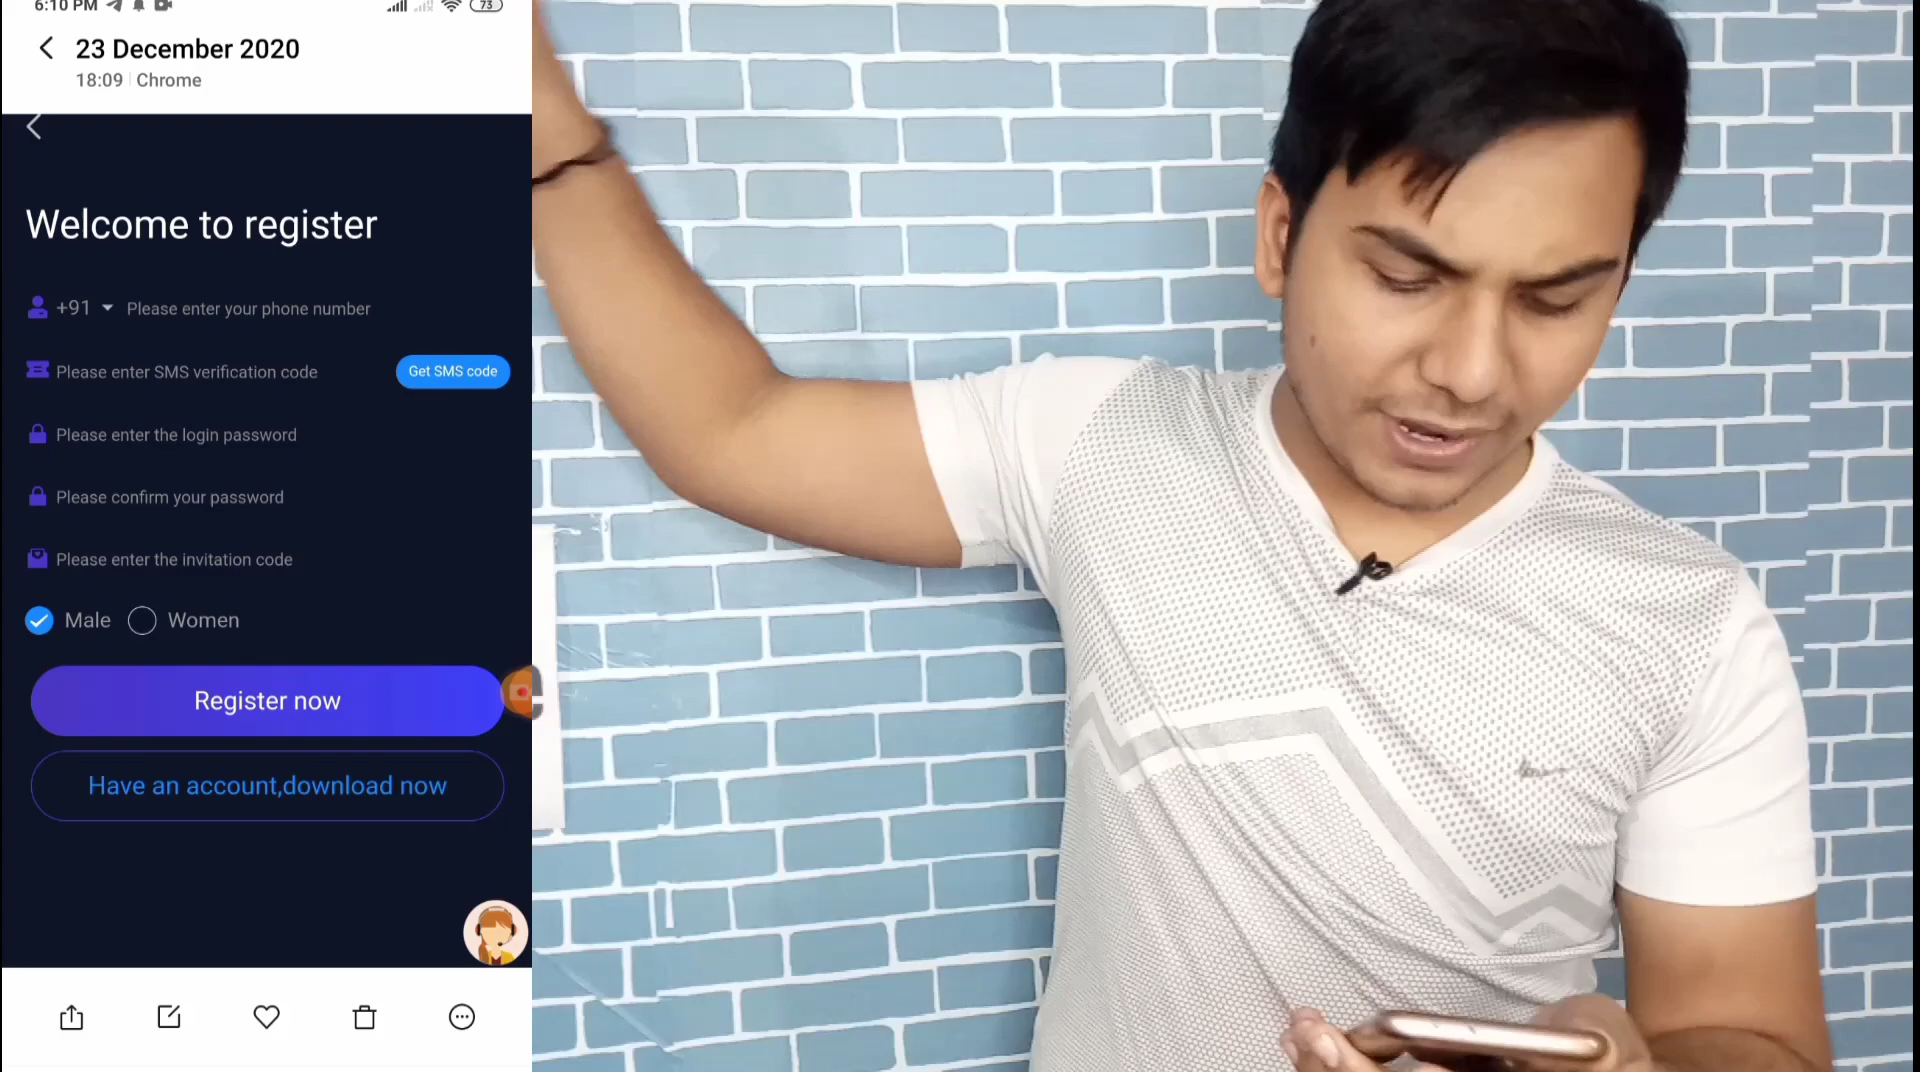 6:10 PM 73
23 December 2020
18:09 Chrome
Welcome to register
+91 Please enter your phone number
Please enter SMS verification code Get SMS code
Please enter the login password
Please confirm your password
Please enter the invitation code
Male Women
Register now
Have an account,download now